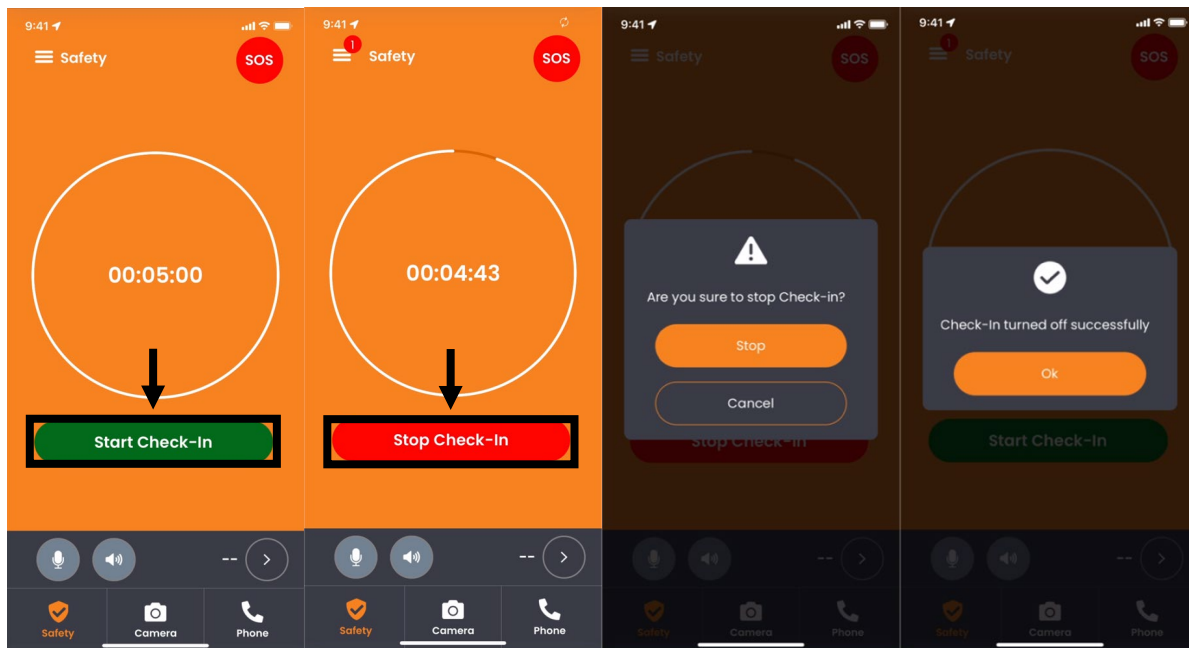 9:41
Safety
SOS
00:05:00
Start Check-In
--
Safety
Camera
Phone
9:41
1
Safety
SOS
00:04:43
Stop Check-In
--
Safety
Camera
Phone
9:41
Safety
SOS
Are you sure to stop Check-in?
Stop
Cancel
Stop Check-In
--
Safety
Camera
Phone
9:41
1
Safety
SOS
Check-In turned off successfully
Ok
Start Check-In
--
Safety
Camera
Phone